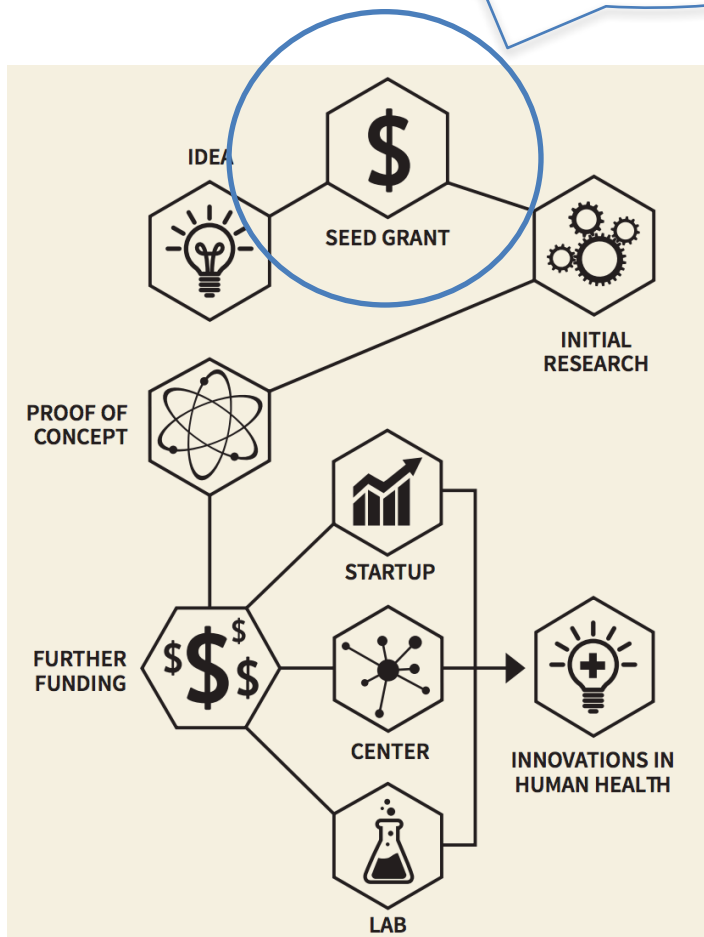 IDEA
$
SEED GRANT
INITIAL
RESEARCH
PROOF OF
CONCEPT
STARTUP
FURTHER
FUNDING
$ $ $ $
CENTER
INNOVATIONS IN
HUMAN HEALTH
LAB